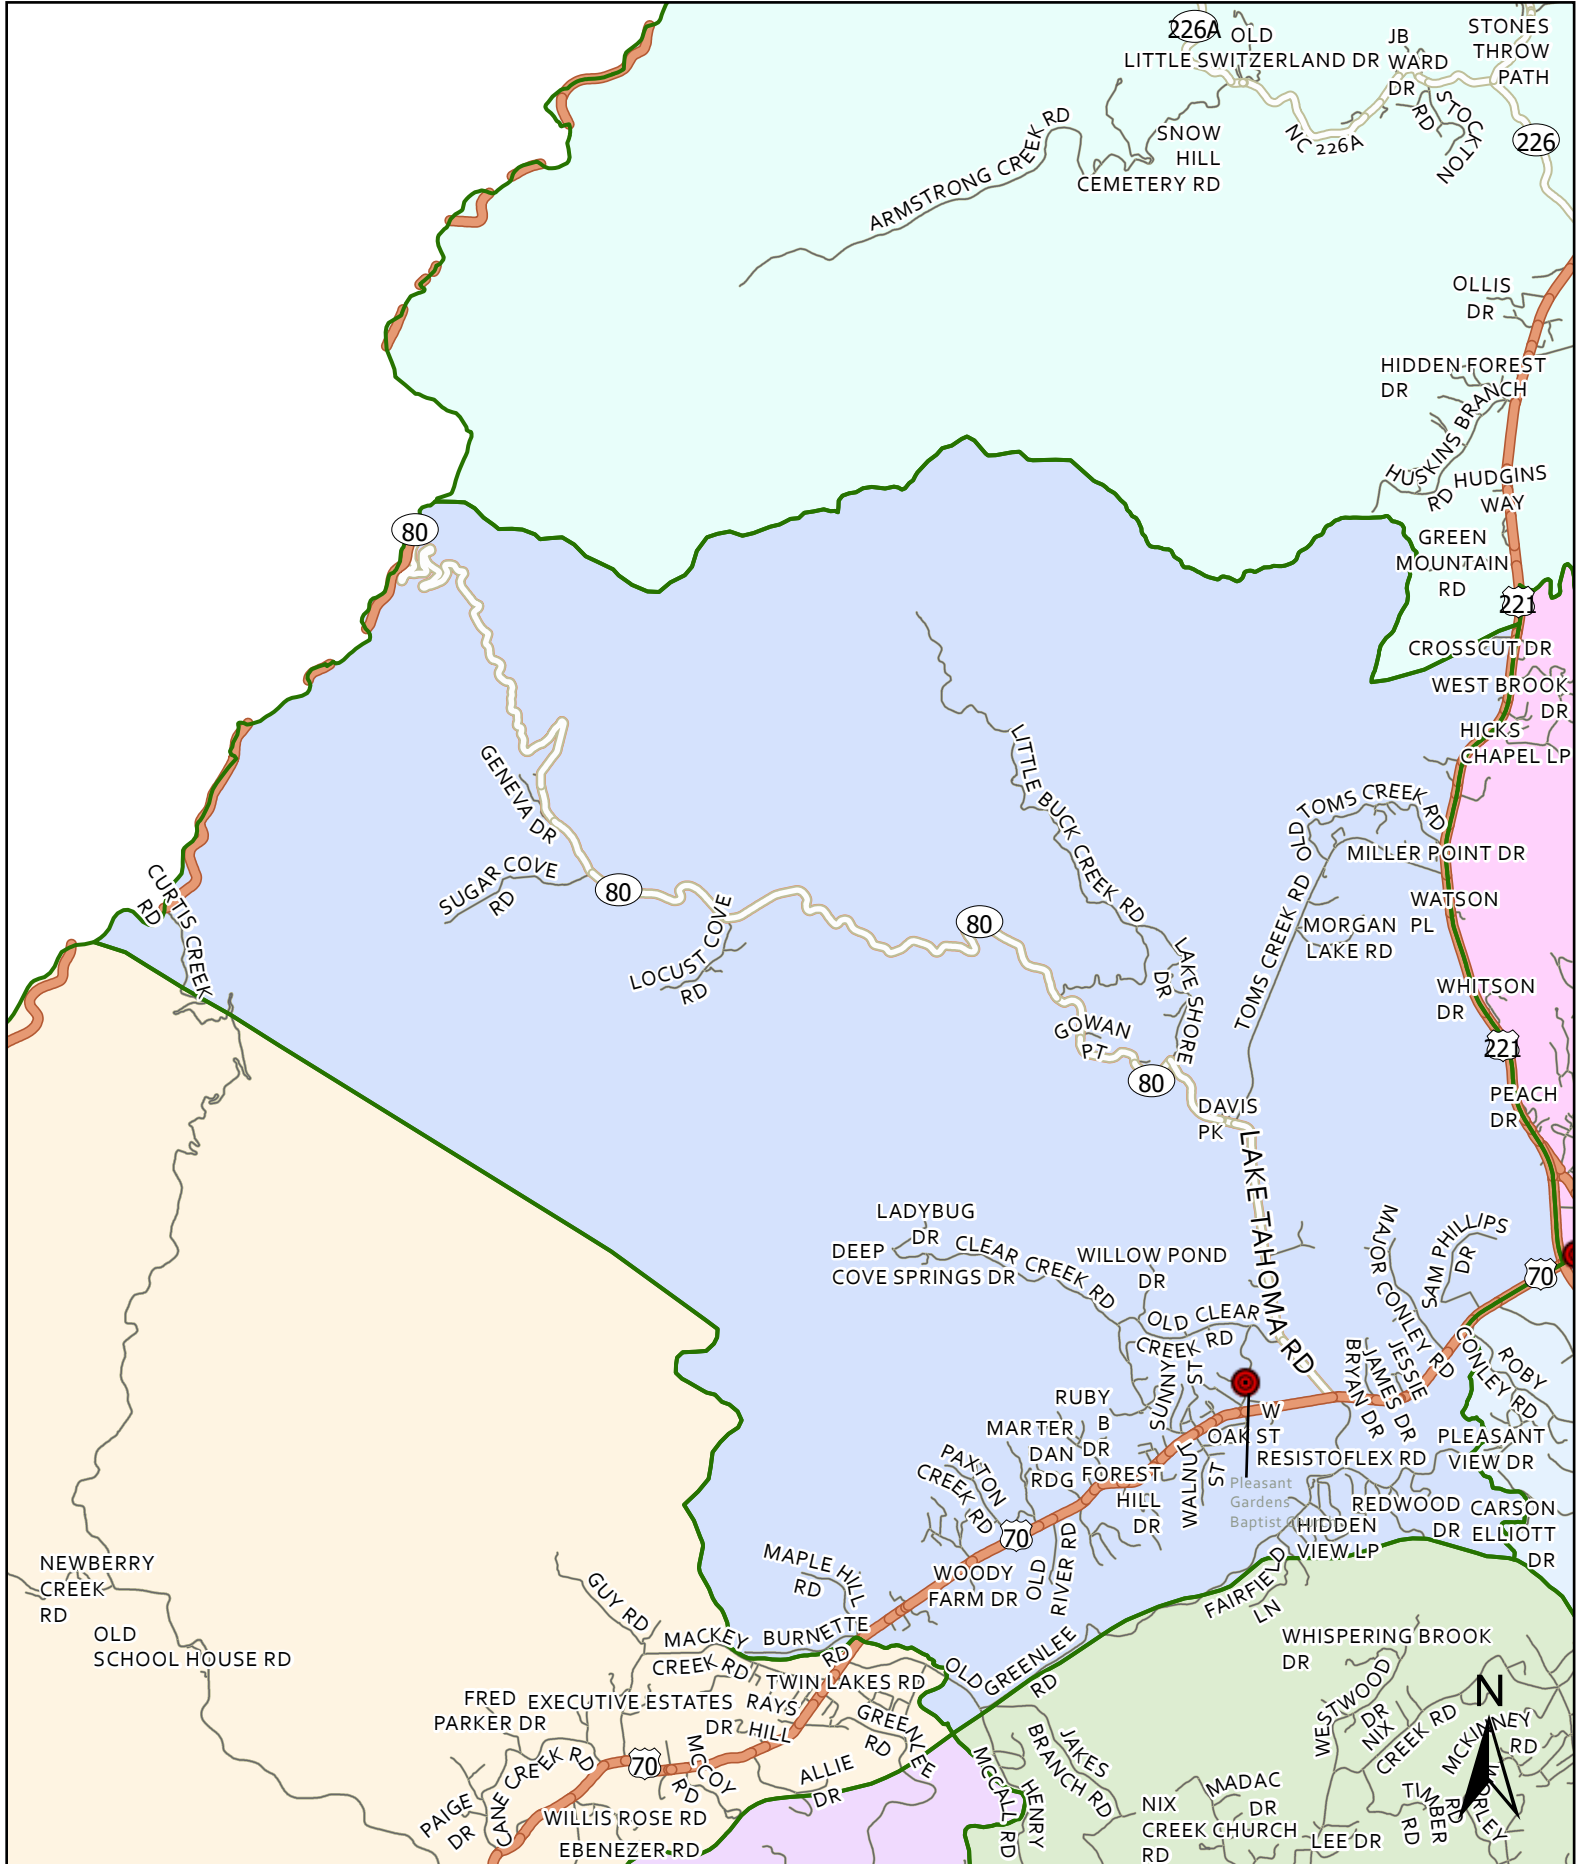 226A
OLD
LITTLE SWITZERLAND DR
JB
WARD
DR
STONES
THROW
PATH
STOCKTON
RD
226
NC 226A
SNOW
HILL
CEMETERY RD
ARMSTRONG CREEK RD
OLLIS
DR
HIDDEN FOREST
DR
HUSKINS BRANCH
RD
HUDGINS
WAY
GREEN
MOUNTAIN
RD
80
221
CROSSCUT DR
WEST BROOK
DR
HICKS
CHAPEL LP
GENEVA DR
LITTLE BUCK CREEK RD
OLD
TOMS CREEK
RD
MILLER POINT DR
SUGAR COVE
RD
80
LOCUST COVE
RD
80
CURTIS CREEK
RD
WATSON
PL
MORGAN
LAKE RD
TOMS CREEK RD
LAKE SHORE
DR
WHITSON
DR
GOWAN
PT
221
80
PEACH
DR
DAVIS
PK
LAKE TAHOMA RD
LADYBUG
DR
DEEP
COVE SPRINGS DR
CLEAR CREEK RD
WILLOW POND
DR
MAJOR CONLEY RD
SAM PHILLIPS
DR
70
OLD CLEAR
CREEK RD
SUNNY
ST
BRYAN DR
JAMES DR
JESSIE
CONLEY RD
ROBY
RUBY
B
DR
W
OAK ST
MARTER
DAN
RDG
RESISTOFLEX RD
PLEASANT
VIEW DR
PAXTON
CREEK RD
FOREST
HILL
DR
WALNUT
ST
Pleasant
Gardens
Baptist Church
REDWOOD
DR
CARSON
ELLIOTT
DR
HIDDEN
VIEW LP
70
OLD
RIVER RD
WOODY
FARM DR
MAPLE HILL
RD
FAIRFIELD
LN
NEWBERRY
CREEK
RD
OLD
SCHOOL HOUSE RD
GUY RD
MACKEY
CREEK RD
BURNETTE
RD
TWIN LAKES RD
OLD
GREENLEE
RD
WHISPERING BROOK
DR
WESTWOOD
DR
N
FRED
PARKER DR
EXECUTIVE ESTATES
DR
RAYS
HILL
GREENLEE
RD
NIX
CREEK RD
MCKINNEY
RD
CANE CREEK RD
70
MCCOY
RD
ALLIE
DR
MCCALL RD
HENRY
JAKES
BRANCH RD
MADAC
DR
TIMBER
RD
RD
PAIGE
DR
WILLIS ROSE RD
EBENEZER RD
NIX
CREEK CHURCH
RD
LEE DR